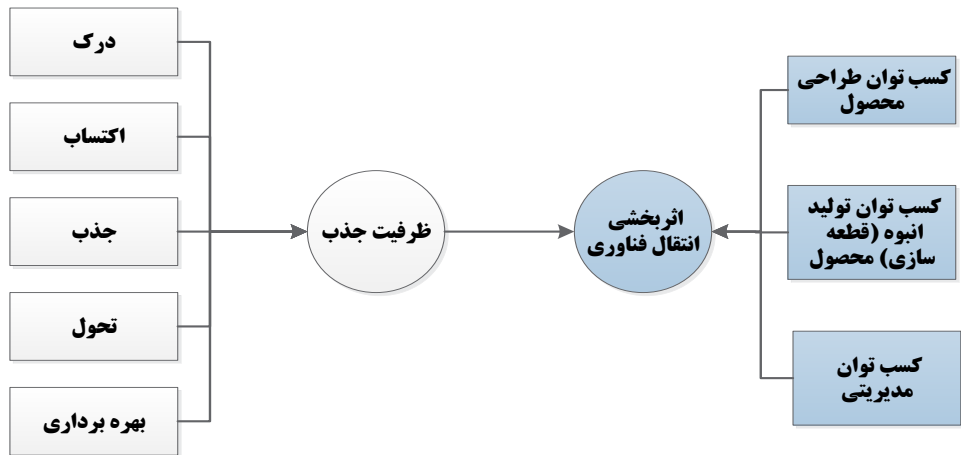 درک
اکتساب
جذب
تحول
بهره برداری
ظرفیت جذب
اثربخشی
انتقال فناوری
کسب توان طراحی
محصول
کسب توان تولید
انبوه (قطعه
سازی) محصول
کسب توان
مدیریتی